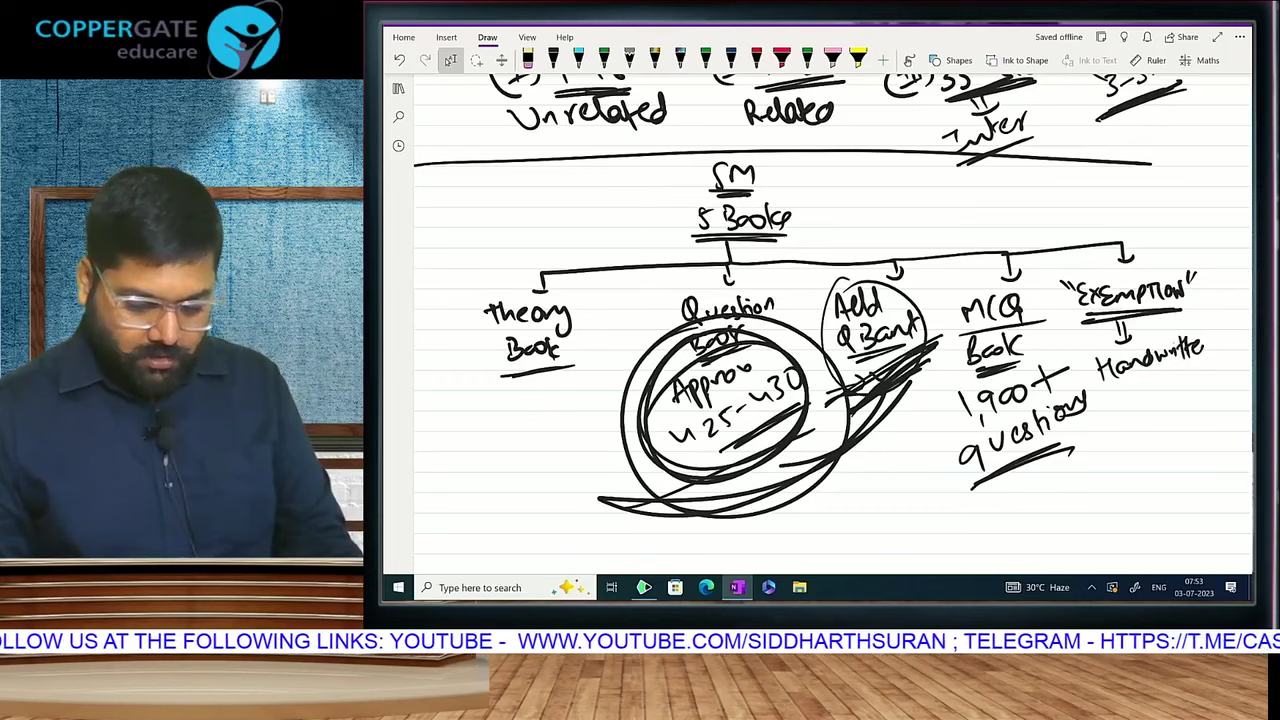 COPPERGATE
educare
Home Insert Draw View Help
Saved offline
Share
Shapes
Ink to Shape
Ink to Text
Ruler
Maths
Unrelated
Related
Inter
SM
5 Books
Theory
Book
Question
Book
Approx
425-430
Add
Q Bank
MCQ
Book
1,900+
questions
"EXEMPTION"
Type here to search
30°C Haze
ENG
07:53
03-07-2023
OLLOW US AT THE FOLLOWING LINKS: YOUTUBE - WWW.YOUTUBE.COM/SIDDHARTHSURAN ; TELEGRAM - HTTPS://T.ME/CAS